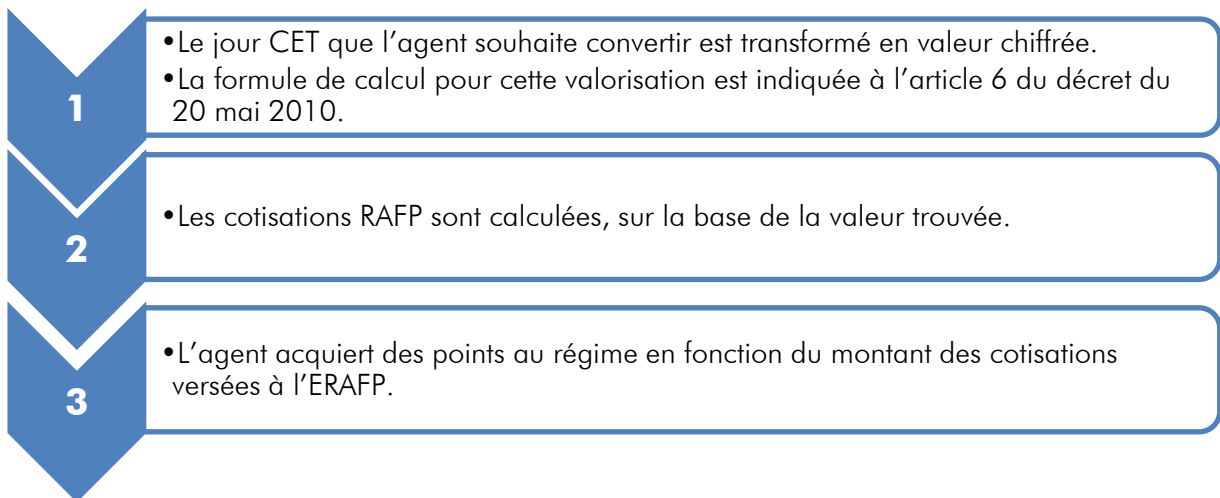 1
•Le jour CET que l’agent souhaite convertir est transformé en valeur chiffrée.
•La formule de calcul pour cette valorisation est indiquée à l’article 6 du décret du
20 mai 2010.
2
•Les cotisations RAFP sont calculées, sur la base de la valeur trouvée.
3
•L’agent acquiert des points au régime en fonction du montant des cotisations
versées à l’ERAFP.